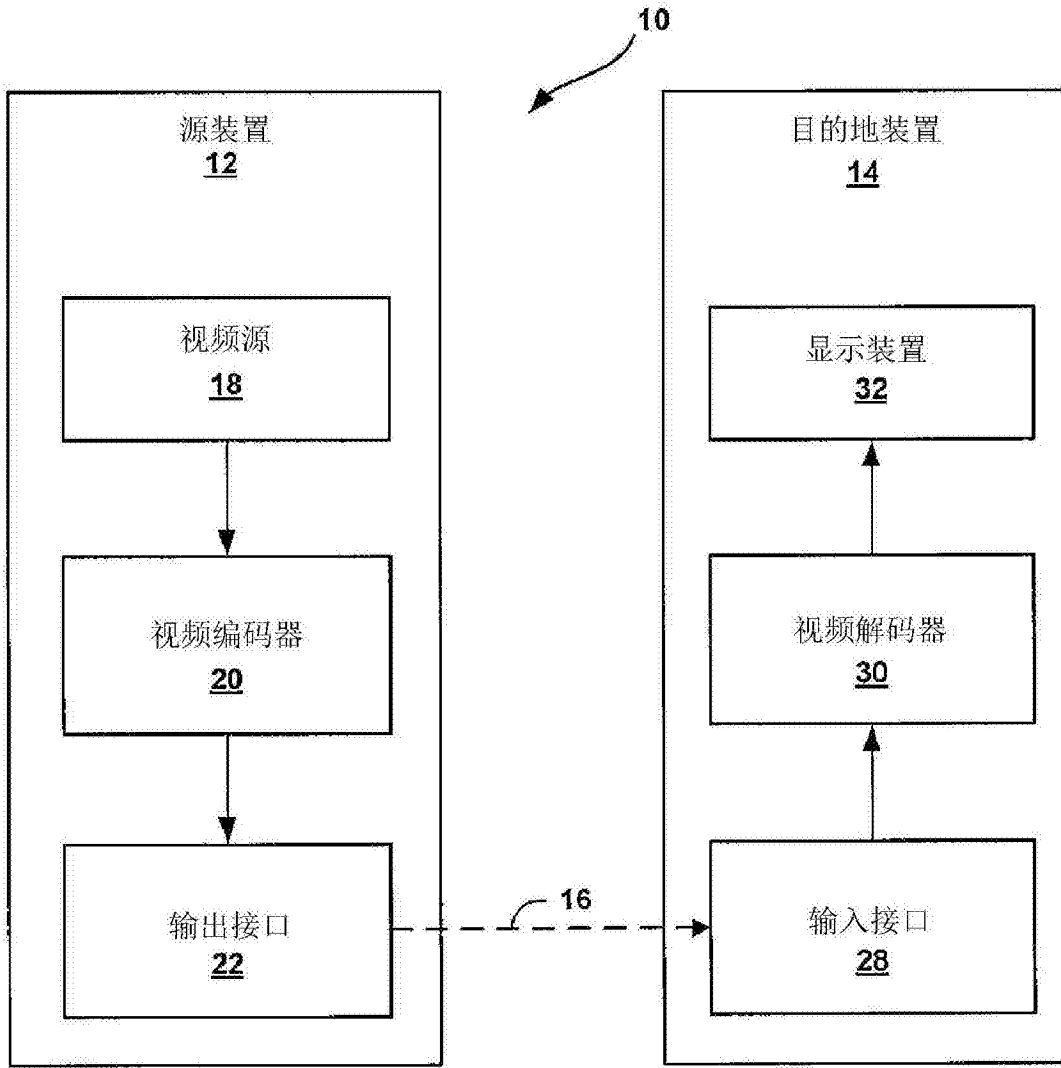 10
源装置
12
视频源
18
视频编码器
20
输出接口
22
16
目的地装置
14
显示装置
32
视频解码器
30
输入接口
28